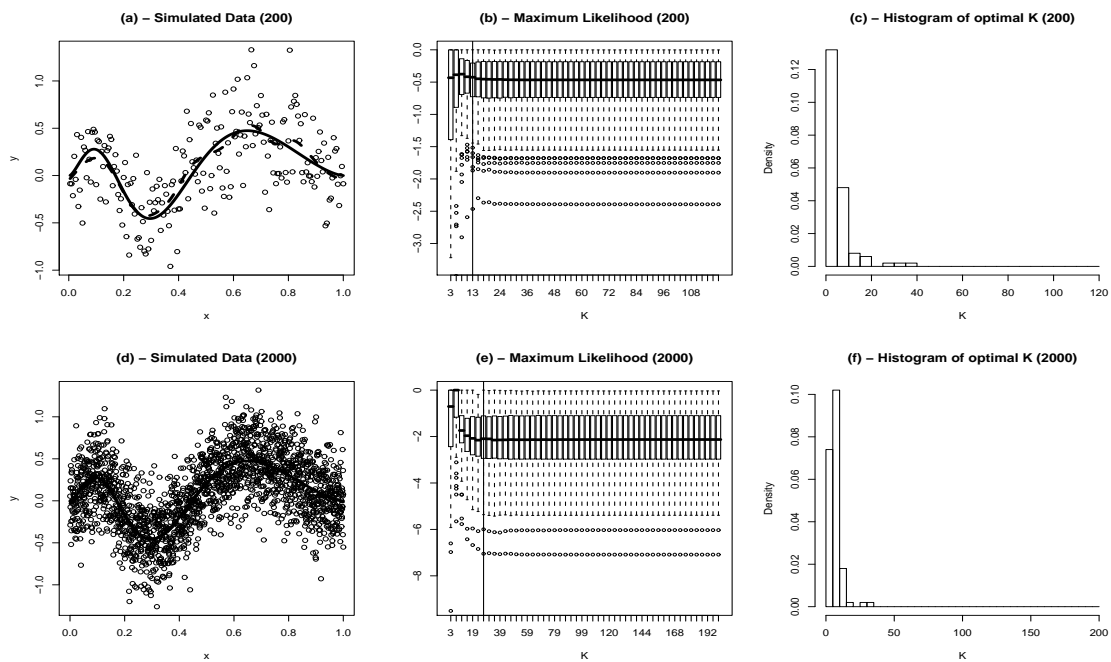 (a) − Simulated Data (200)
(b) − Maximum Likelihood (200)
(c) − Histogram of optimal K (200)
y
1.0
0.5
0.0
−0.5
−1.0
0.0 0.2 0.4 0.6 0.8 1.0
x
0.0
−0.5
−1.0
−1.5
−2.0
−2.5
−3.0
3 13 24 36 48 60 72 84 96 108
K
Density
0.12
0.10
0.08
0.06
0.04
0.02
0.00
0 20 40 60 80 100 120
K
(d) − Simulated Data (2000)
(e) − Maximum Likelihood (2000)
(f) − Histogram of optimal K (2000)
y
1.0
0.5
0.0
−0.5
−1.0
0.0 0.2 0.4 0.6 0.8 1.0
x
0
−2
−4
−6
−8
3 19 39 59 79 99 120 144 168 192
K
Density
0.10
0.08
0.06
0.04
0.02
0.00
0 50 100 150 200
K